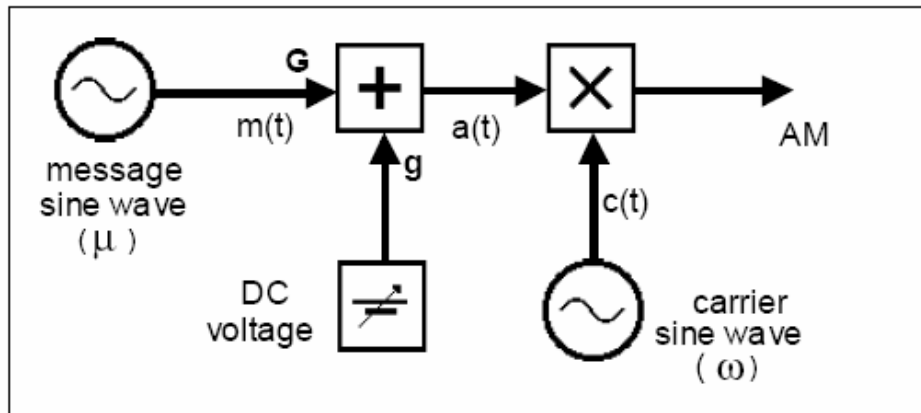 G
m(t)
a(t)
AM
message
sine wave
(μ)
g
c(t)
DC
voltage
carrier
sine wave
(ω)